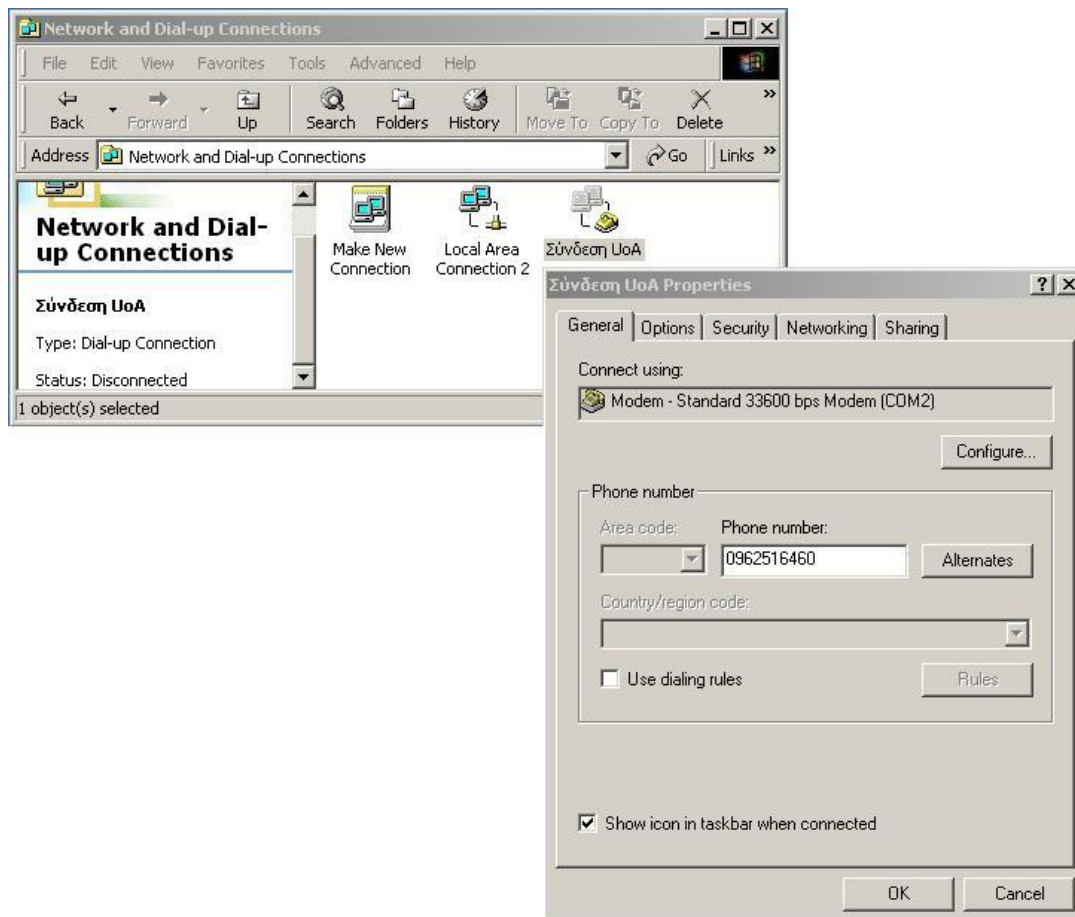 Network and Dial-up Connections
File Edit View Favorites Tools Advanced Help
Back Forward Up Search Folders History Move To Copy To Delete »
Address Network and Dial-up Connections Go Links »
Network and Dial-
up Connections
Σύνδεση UoA
Type: Dial-up Connection
Status: Disconnected
Make New
Connection
Local Area
Connection 2
Σύνδεση UoA
1 object(s) selected
Σύνδεση UoA Properties
General Options Security Networking Sharing
Connect using:
Modem - Standard 33600 bps Modem (COM2)
Configure...
Phone number
Area code: Phone number:
0962516460 Alternates
Country/region code:
Use dialing rules Rules
Show icon in taskbar when connected
OK Cancel